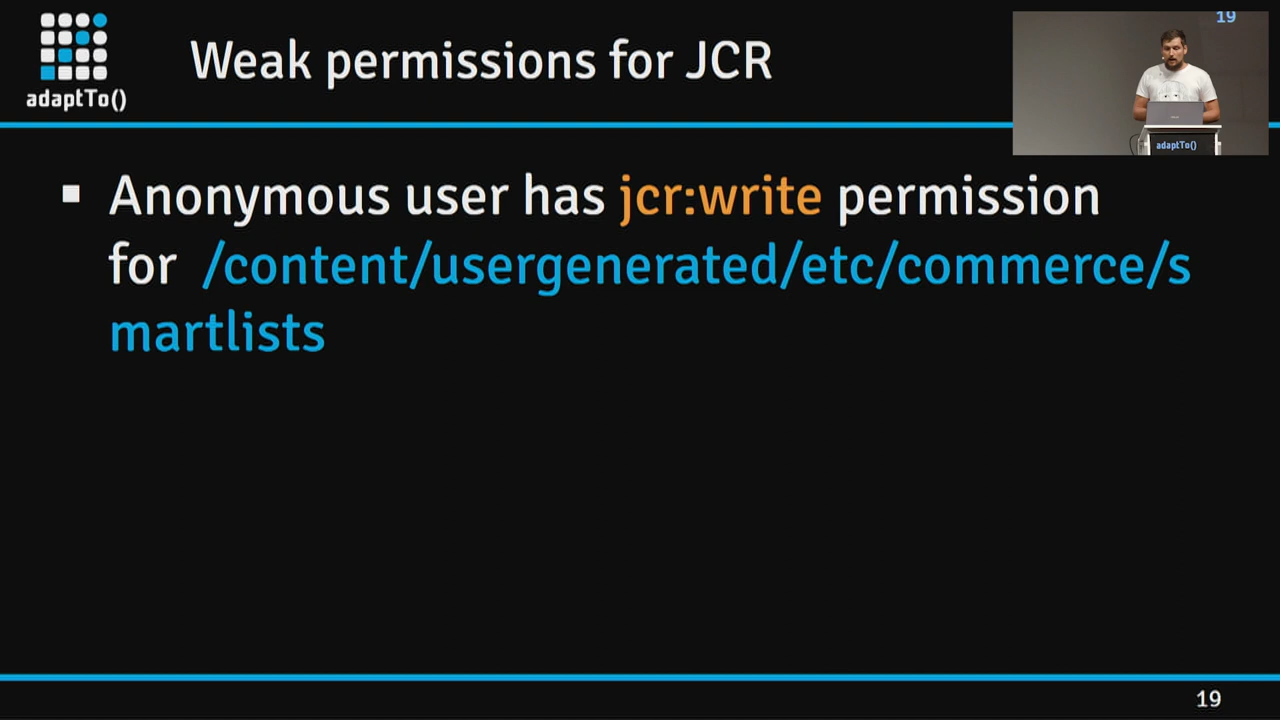 adaptTo()
Weak permissions for JCR
19
adaptTo()
▪ Anonymous user has jcr:write permission
for /content/usergenerated/etc/commerce/s
martlists
19